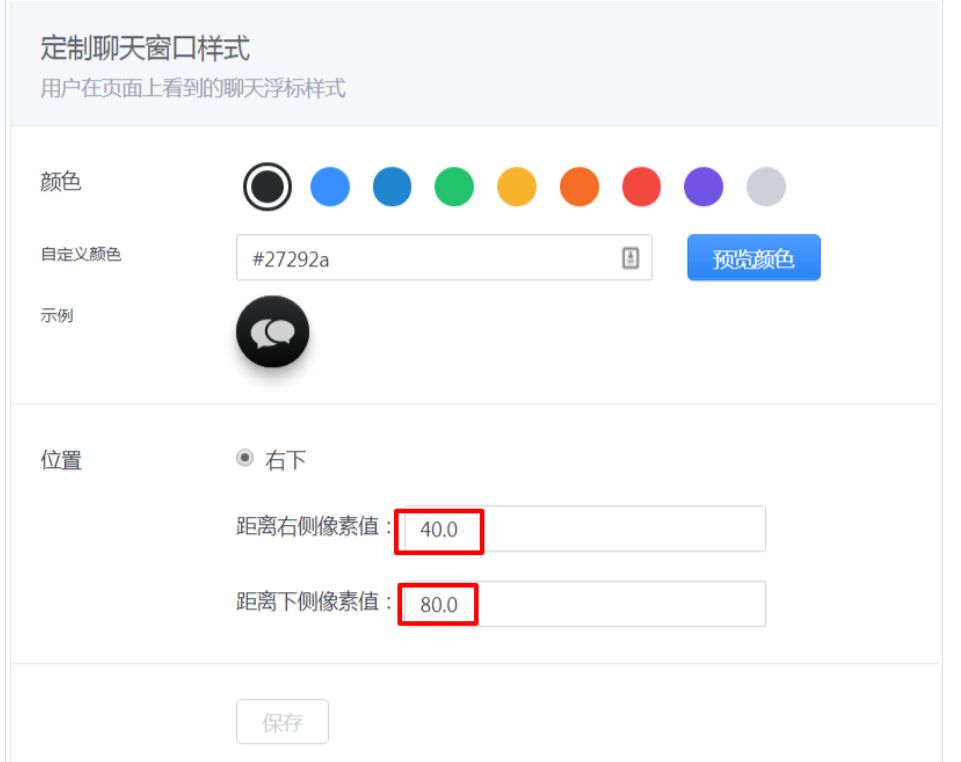 定制聊天窗口样式
用户在页面上看到的聊天浮标样式
颜色
自定义颜色 #27292a 预览颜色
示例
位置 右下
距离右侧像素值： 40.0
距离下侧像素值： 80.0
保存